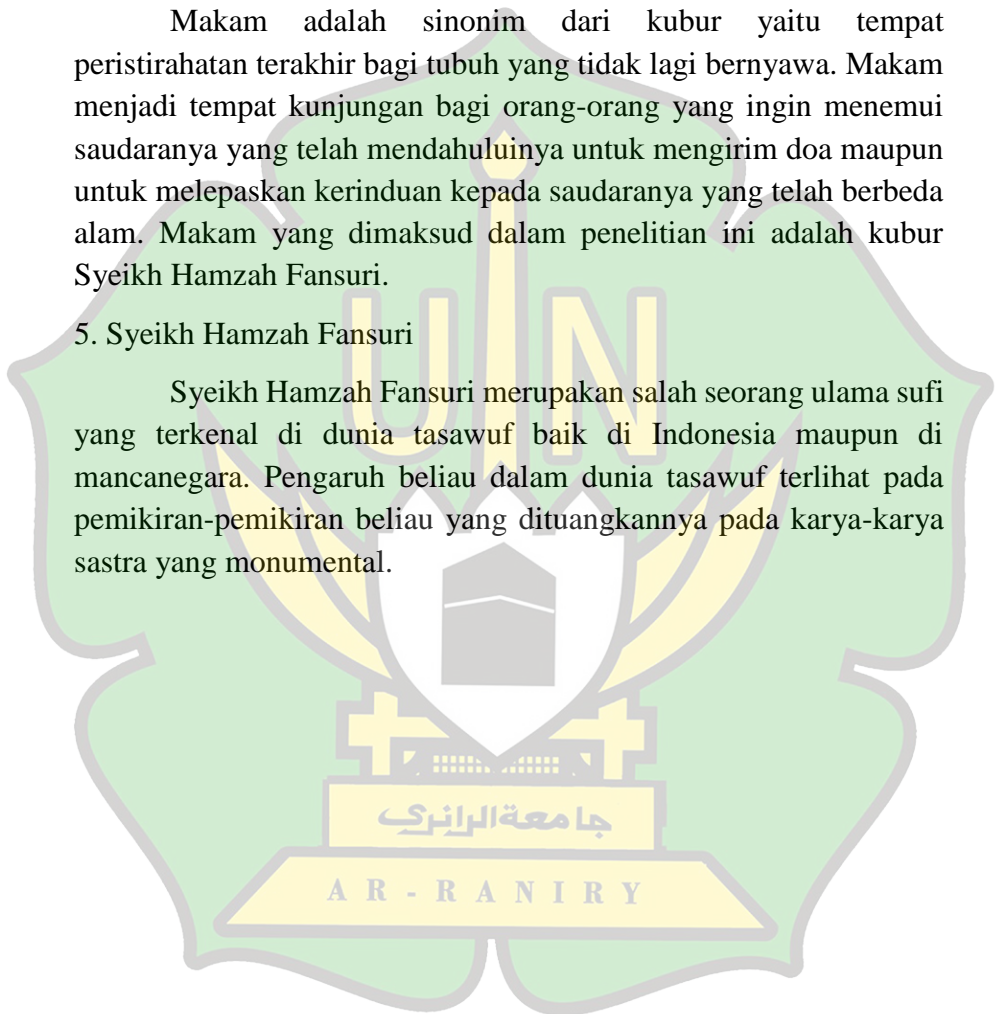 Makam adalah sinonim dari kubur yaitu tempat
peristirahatan terakhir bagi tubuh yang tidak lagi bernyawa. Makam
menjadi tempat kunjungan bagi orang-orang yang ingin menemui
saudaranya yang telah mendahuluinya untuk mengirim doa maupun
untuk melepaskan kerinduan kepada saudaranya yang telah berbeda
alam. Makam yang dimaksud dalam penelitian ini adalah kubur
Syeikh Hamzah Fansuri.
5. Syeikh Hamzah Fansuri
Syeikh Hamzah Fansuri merupakan salah seorang ulama sufi
yang terkenal di dunia tasawuf baik di Indonesia maupun di
mancanegara. Pengaruh beliau dalam dunia tasawuf terlihat pada
pemikiran-pemikiran beliau yang dituangkannya pada karya-karya
sastra yang monumental.
UIN
جامعة الرانري
AR-RANIRY